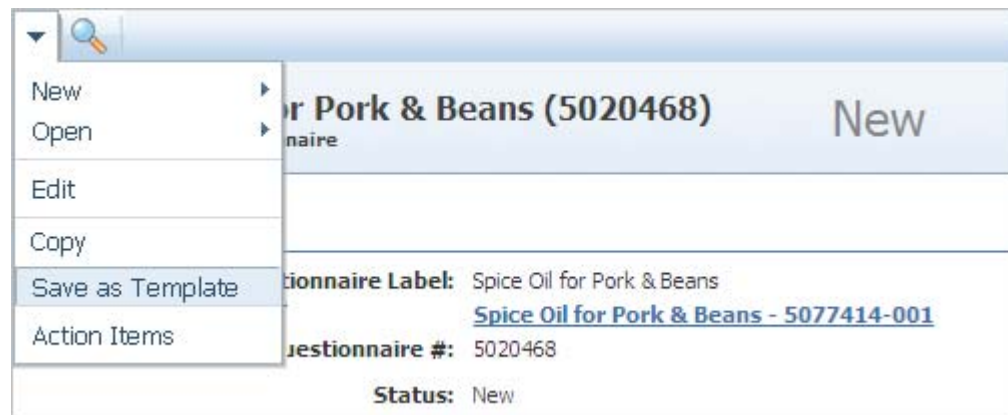 New
Open
Edit
Copy
Save as Template
Action Items
r Pork & Beans (5020468)
naire
New
tionnaire Label: Spice Oil for Pork & Beans
Spice Oil for Pork & Beans - 5077414-001
uestionnaire #: 5020468
Status: New